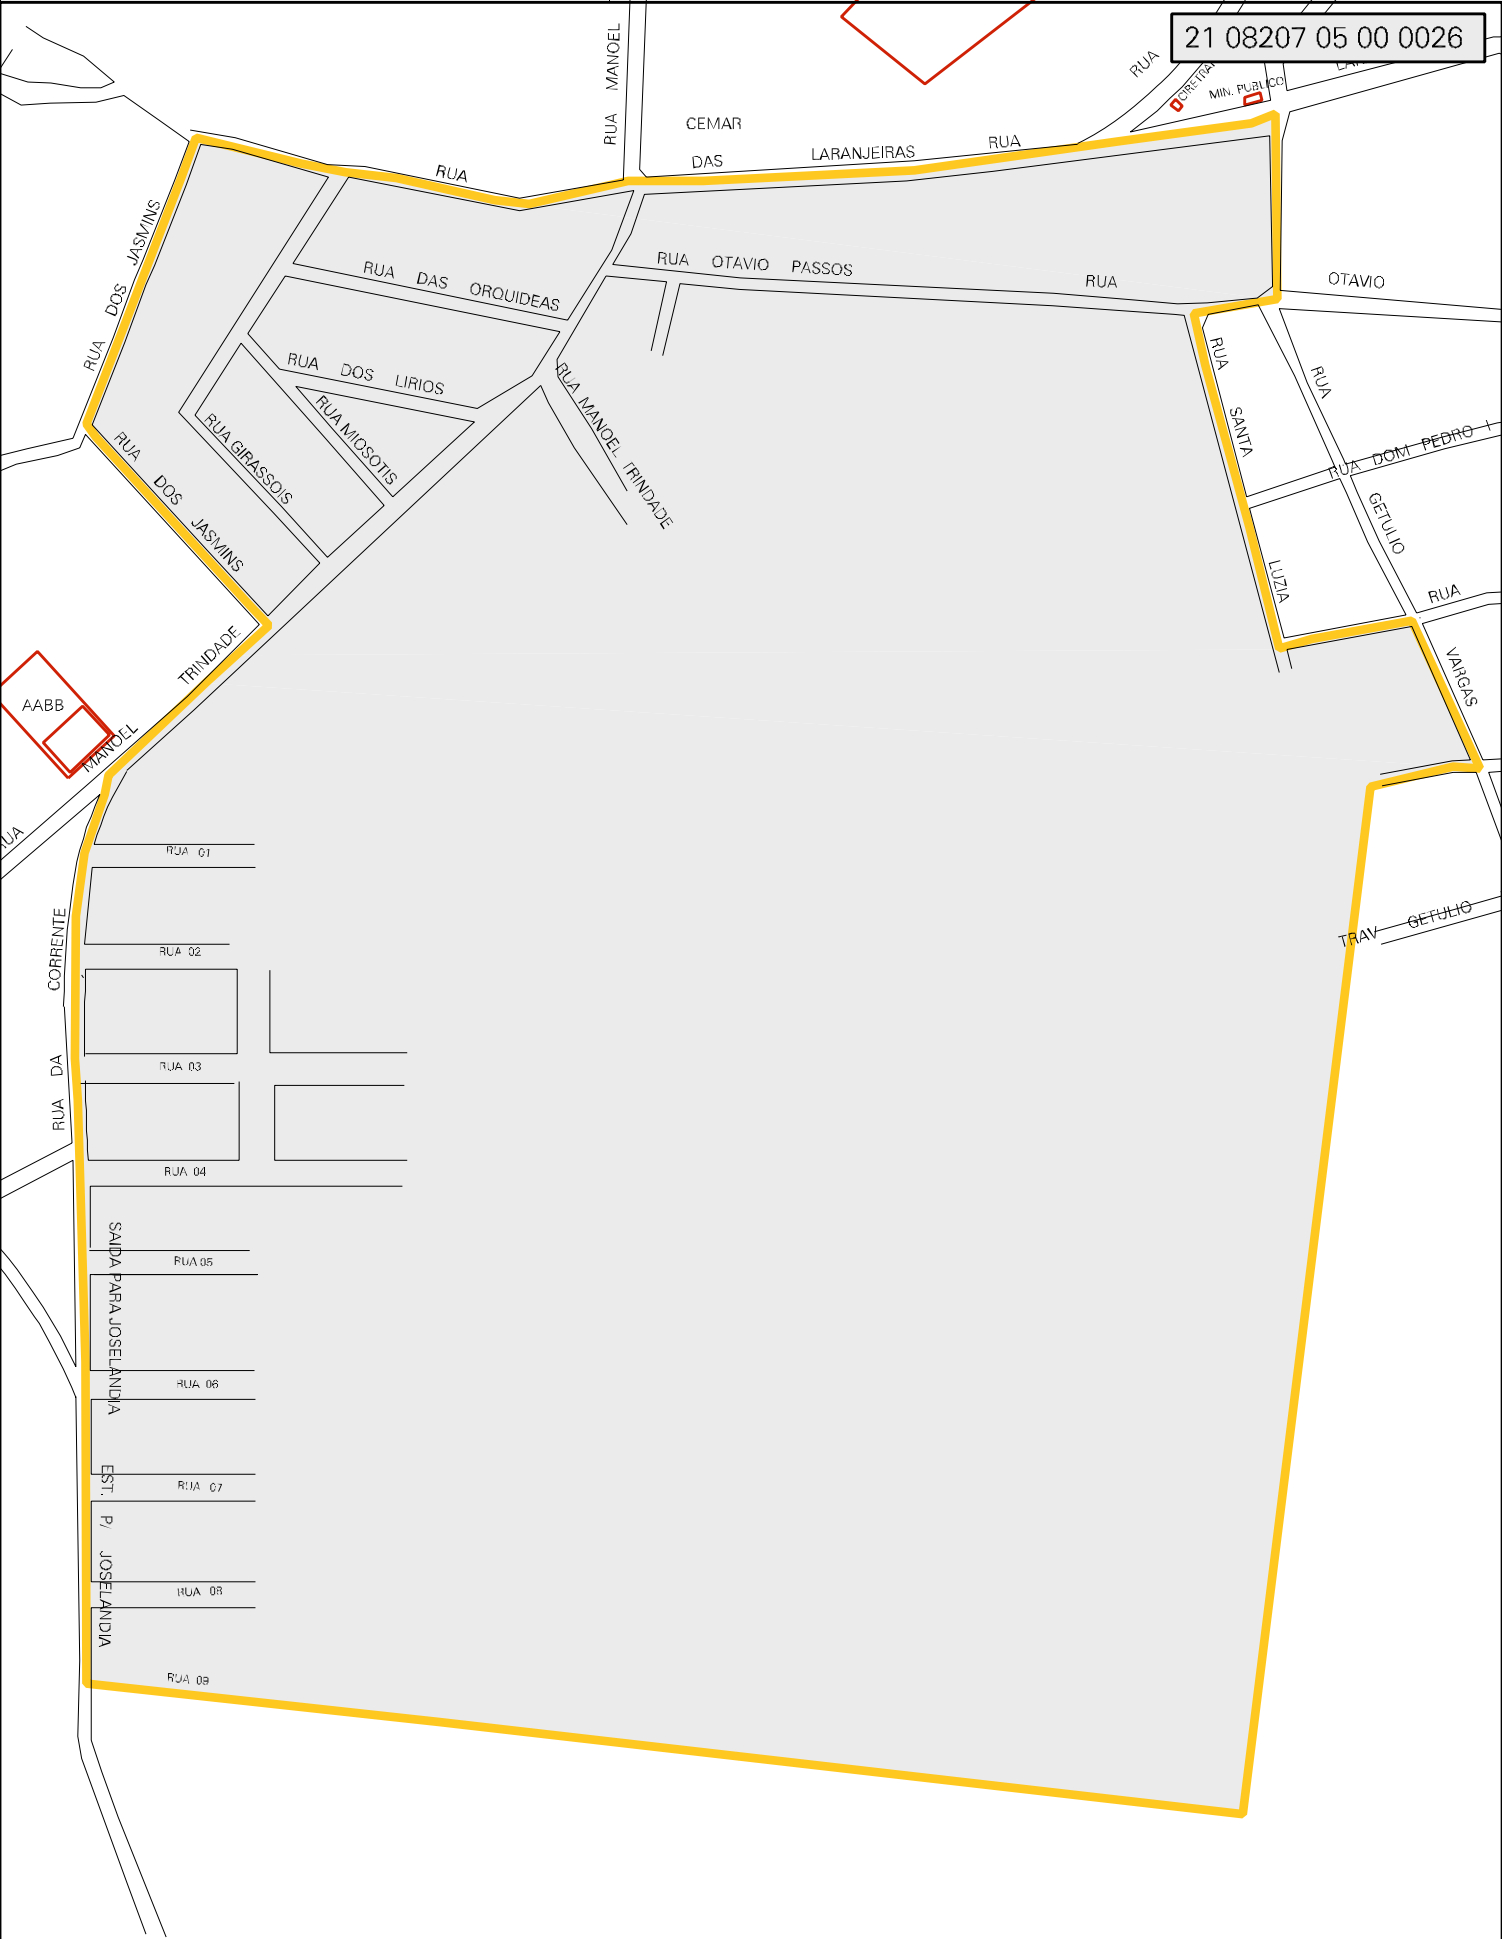 21 08207 05 00 0026
RUA MANOEL
RUA
MIN. PUBLICO
CEMAR
RUA DAS LARANJEIRAS RUA
RUA DOS JASMINS
RUA DAS ORQUIDEAS
RUA OTAVIO PASSOS
RUA OTAVIO
RUA DOS LIRIOS
RUA MIOSOTIS
RUA GIRASSOIS
RUA MANOEL TRINDADE
RUA SANTA LUZIA
RUA GETULIO VARGAS
RUA DOM PEDRO I
RUA
RUA DOS JASMINS
RUA MANOEL TRINDADE
AABB
RUA 01
RUA 02
RUA DA CORRENTE
TRAV GETULIO
RUA 03
RUA 04
RUA 05
SAIDA PARA JOSELANDIA
RUA 06
RUA 07
EST. P/ JOSELANDIA
RUA 08
RUA 09